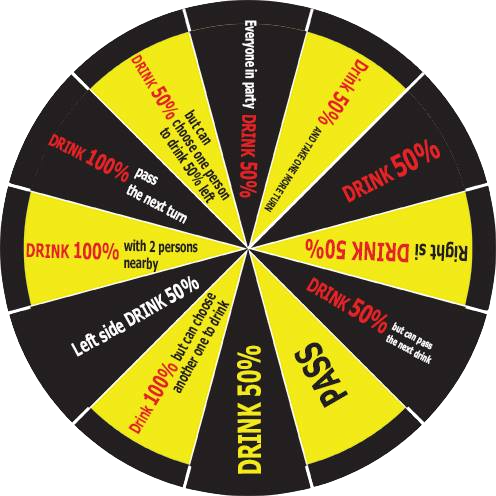 Everyone in party DRINK 50%
Drink 50% AND TAKE ONE MORE TURN
DRINK 50%
Right si DRINK 50%
DRINK 50% but can pass
the next drink
PASS
DRINK 50%
Drink 100% but can choose
another one to drink
Left side DRINK 50%
DRINK 100% with 2 persons
nearby
DRINK 100% pass
the next turn
DRINK 50% but can
choose one person
to drink 50% left